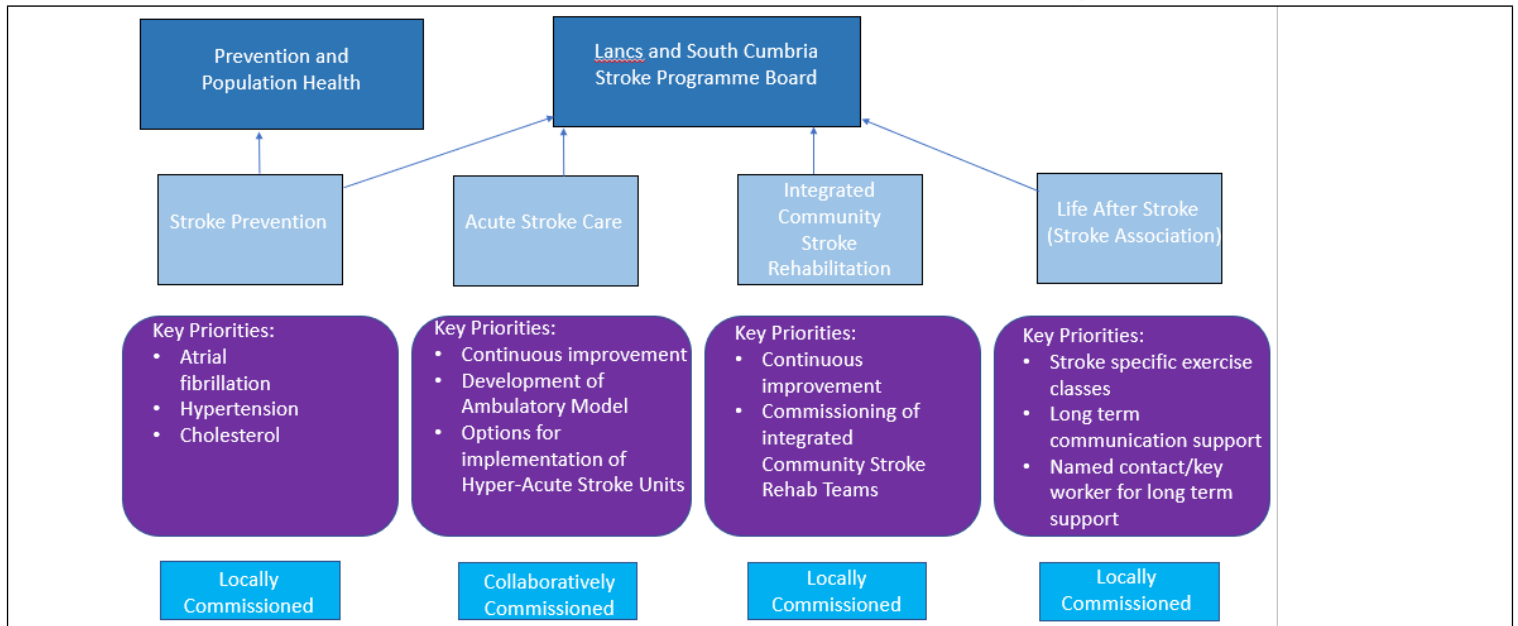 Prevention and
Population Health
Lancs and South Cumbria
Stroke Programme Board
Stroke Prevention
Acute Stroke Care
Integrated
Community
Stroke
Rehabilitation
Life After Stroke
(Stroke Association)
Key Priorities:
• Atrial
fibrillation
• Hypertension
• Cholesterol
Key Priorities:
• Continuous improvement
• Development of
Ambulatory Model
• Options for
implementation of
Hyper-Acute Stroke Units
Key Priorities:
• Continuous
improvement
• Commissioning of
integrated
Community Stroke
Rehab Teams
Key Priorities:
• Stroke specific exercise
classes
• Long term
communication support
• Named contact/key
worker for long term
support
Locally
Commissioned
Collaboratively
Commissioned
Locally
Commissioned
Locally
Commissioned